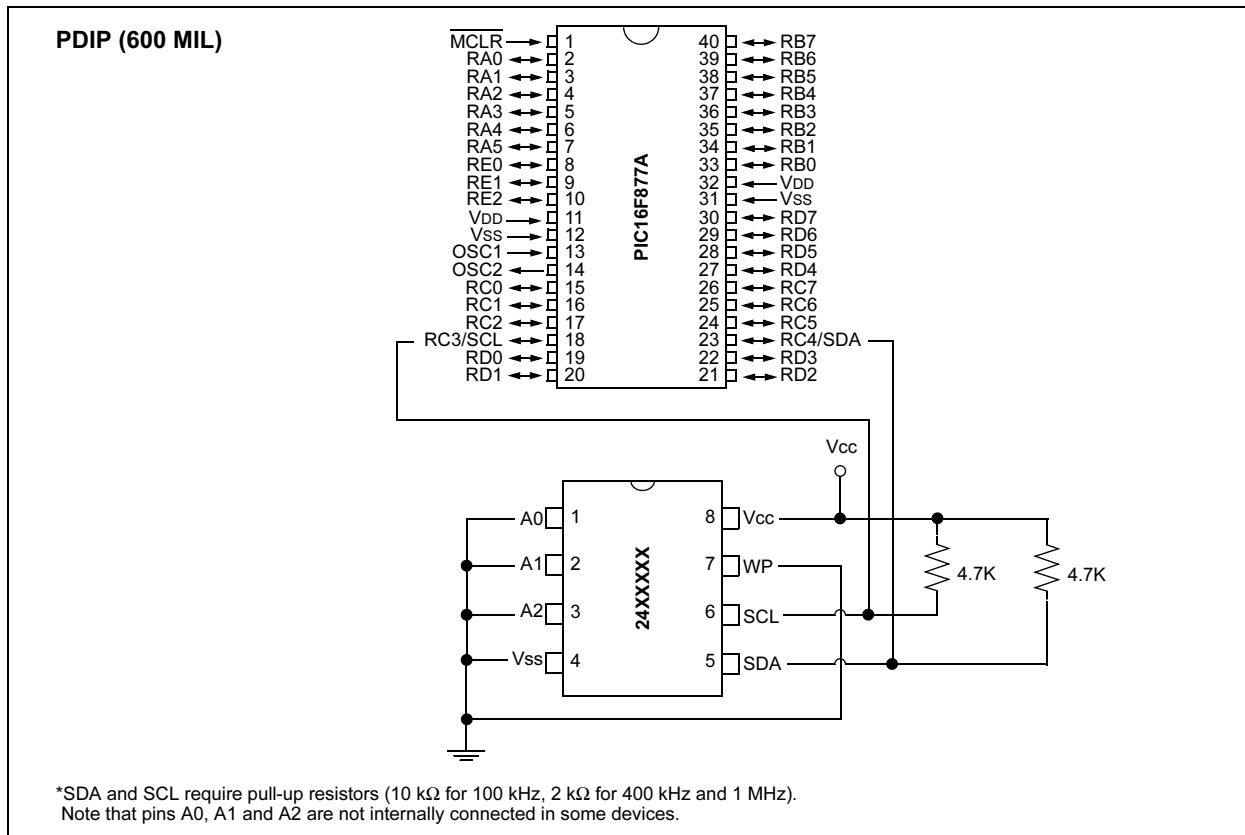 PDIP (600 MIL)
MCLR 1 40 RB7
RA0 2 39 RB6
RA1 3 38 RB5
RA2 4 37 RB4
RA3 5 36 RB3
RA4 6 35 RB2
RA5 7 34 RB1
RE0 8 33 RB0
RE1 9 32 VDD
RE2 10 31 VSS
VDD 11 30 RD7
VSS 12 29 RD6
OSC1 13 28 RD5
OSC2 14 27 RD4
RC0 15 26 RC7
RC1 16 25 RC6
RC2 17 24 RC5
RC3/SCL 18 23 RC4/SDA
RD0 19 22 RD3
RD1 20 21 RD2
PIC16F877A
Vcc
A0 1 8 Vcc
A1 2 7 WP
A2 3 6 SCL
Vss 4 5 SDA
24XXXXX
4.7K 4.7K
*SDA and SCL require pull-up resistors (10 kΩ for 100 kHz, 2 kΩ for 400 kHz and 1 MHz).
Note that pins A0, A1 and A2 are not internally connected in some devices.